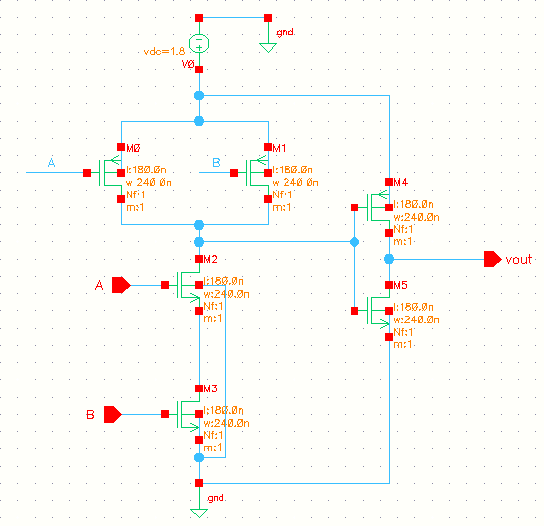 gnd
vdc=1.8
V0
M0
M1
A
B
l:180.0n
w 240.0n
Nf:1
m:1
l:180.0n
w 240.0n
Nf:1
m:1
M4
l:180.0n
w:240.0n
Nf:1
m:1
vout
M2
A
l:180.0n
w:240.0n
Nf:1
m:1
M5
l:180.0n
w:240.0n
Nf:1
m:1
M3
B
l:180.0n
w:240.0n
Nf:1
m:1
gnd